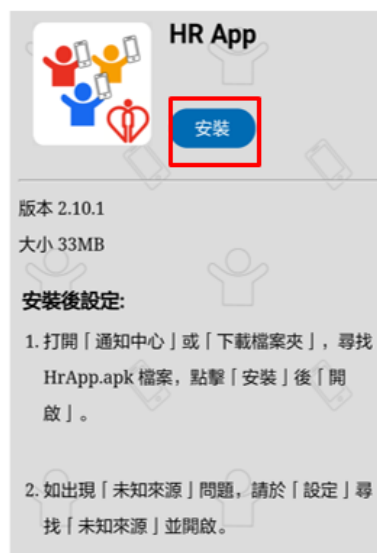 HR App
安裝
版本 2.10.1
大小 33MB
安裝後設定:
1. 打開「通知中心」或「下載檔案夾」，尋找
HrApp.apk 檔案，點擊「安裝」後「開
啟」。
2. 如出現「未知來源」問題，請於「設定」尋
找「未知來源」並開啟。